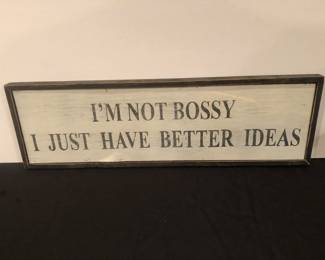 I'M NOT BOSSY
I JUST HAVE BETTER IDEAS